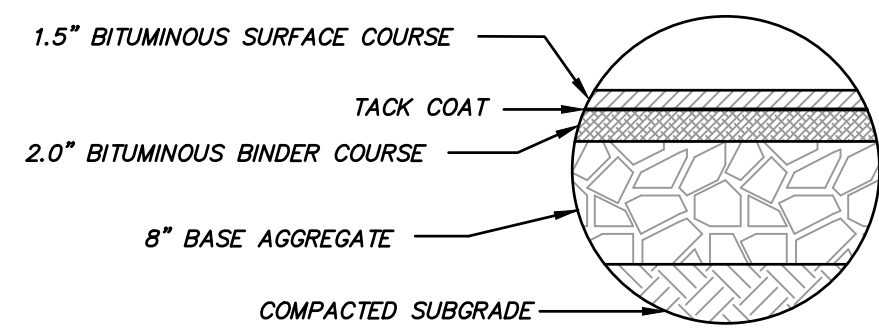 1.5” BITUMINOUS SURFACE COURSE
TACK COAT
2.0” BITUMINOUS BINDER COURSE
8” BASE AGGREGATE
COMPACTED SUBGRADE